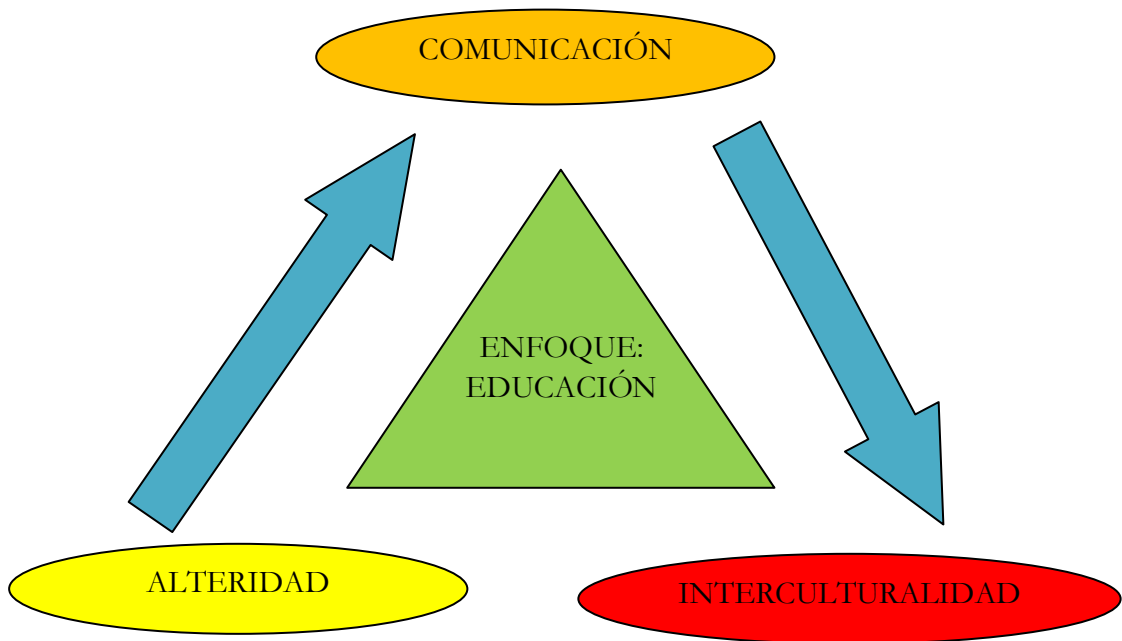 COMUNICACIÓN
ENFOQUE:
EDUCACIÓN
ALTERIDAD
INTERCULTURALIDAD